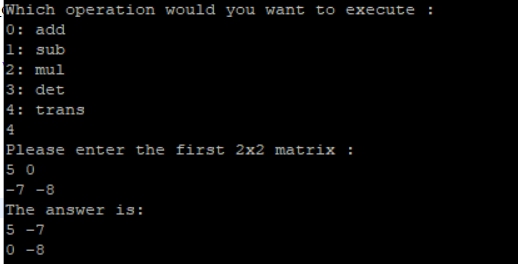 Which operation would you want to execute :
0: add
1: sub
2: mul
3: det
4: trans
4
Please enter the first 2x2 matrix :
5 0
-7 -8
The answer is:
5 -7
0 -8